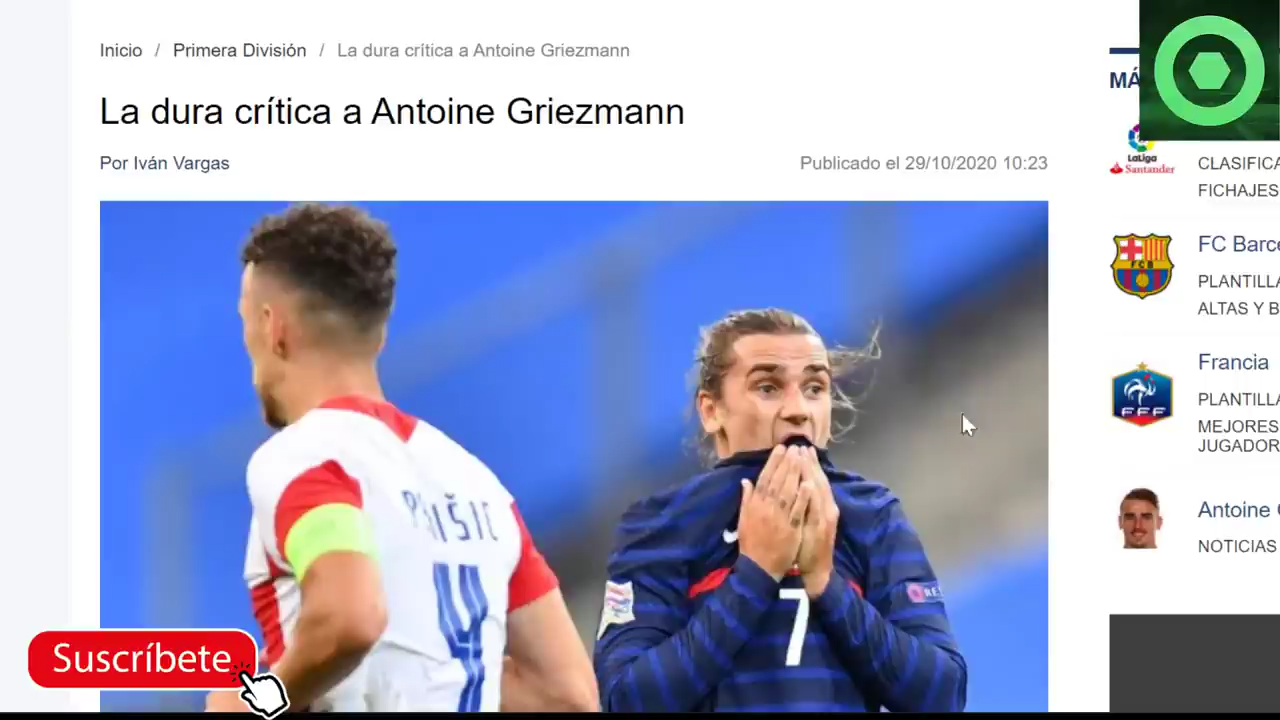 Inicio / Primera División / La dura crítica a Antoine Griezmann
La dura crítica a Antoine Griezmann
Por Iván Vargas
Publicado el 29/10/2020 10:23
MÁ
LaLiga
Santander
CLASIFICA
FICHAJES
FCB
FC Barce
PLANTILLA
ALTAS Y B
FFF
Francia
PLANTILLA
MEJORES
JUGADOR
Antoine
NOTICIAS
7
Suscríbete